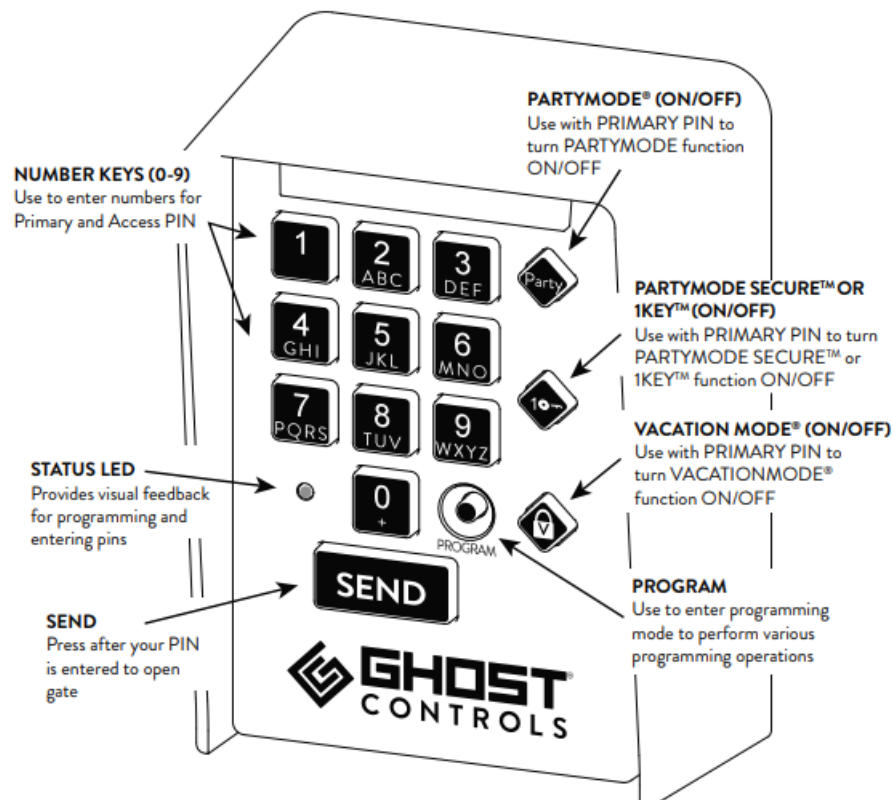 PARTYMODE® (ON/OFF)
Use with PRIMARY PIN to
turn PARTYMODE function
ON/OFF
NUMBER KEYS (0-9)
Use to enter numbers for
Primary and Access PIN
1
2
ABC
3
DEF
Party
PARTYMODE SECURE™ OR
1KEY™ (ON/OFF)
Use with PRIMARY PIN to turn
PARTYMODE SECURE™ or
1KEY™ function ON/OFF
4
GHI
5
JKL
6
MNO
1
7
PQRS
8
TUV
9
WXYZ
VACATION MODE® (ON/OFF)
Use with PRIMARY PIN to
turn VACATIONMODE®
function ON/OFF
STATUS LED
Provides visual feedback
for programming and
entering pins
0
+
PROGRAM
V
SEND
PROGRAM
Use to enter programming
mode to perform various
programming operations
SEND
Press after your PIN
is entered to open
gate
GHOST®
CONTROLS